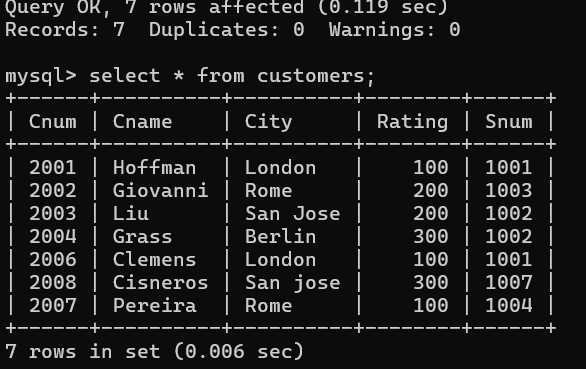 Query OK, 7 rows affected (0.119 sec)
Records: 7  Duplicates: 0  Warnings: 0
mysql> select * from customers;
+------+----------+----------+--------+------+
| Cnum | Cname    | City     | Rating | Snum |
+------+----------+----------+--------+------+
| 2001 | Hoffman  | London   |    100 | 1001 |
| 2002 | Giovanni | Rome     |    200 | 1003 |
| 2003 | Liu      | San Jose |    200 | 1002 |
| 2004 | Grass    | Berlin   |    300 | 1002 |
| 2006 | Clemens  | London   |    100 | 1001 |
| 2008 | Cisneros | San jose |    300 | 1007 |
| 2007 | Pereira  | Rome     |    100 | 1004 |
+------+----------+----------+--------+------+
7 rows in set (0.006 sec)